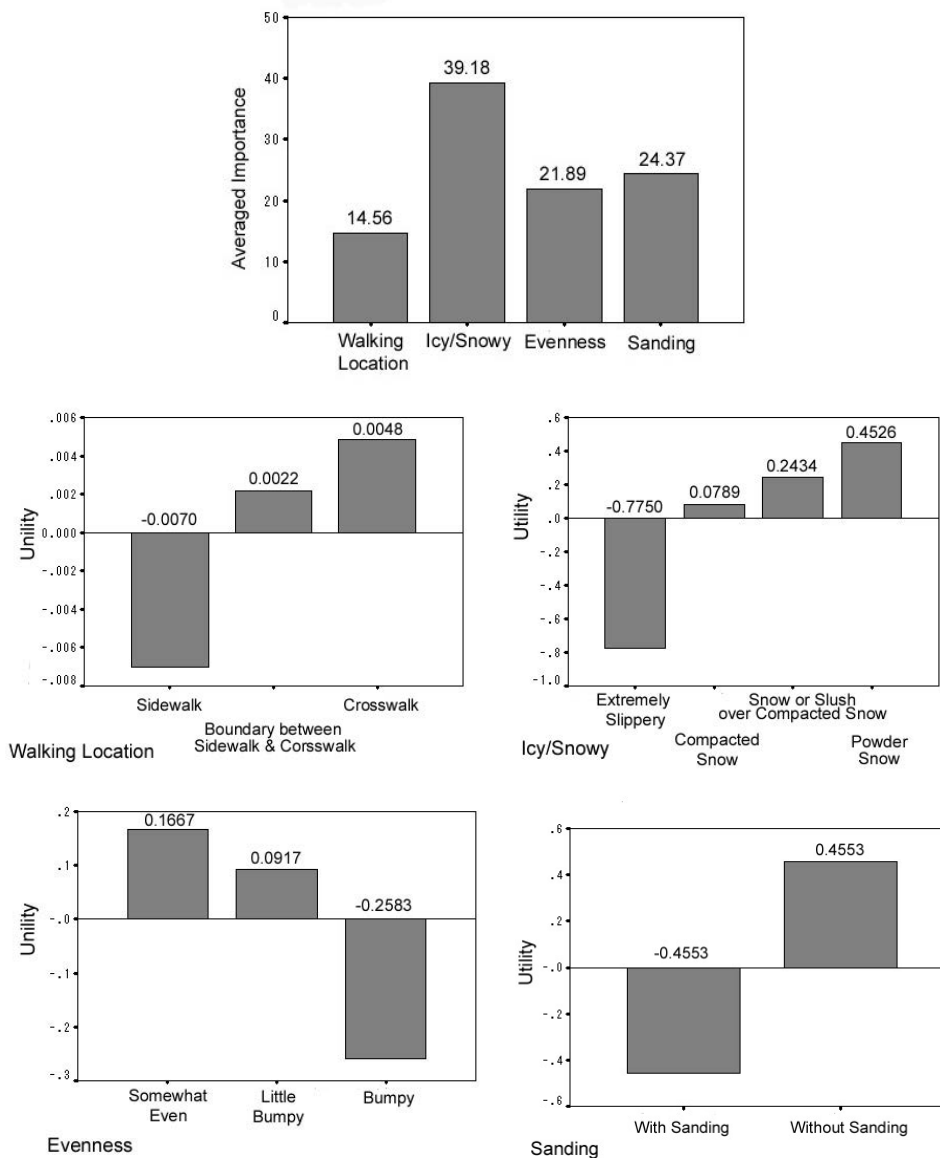 50
40
30
20
10
0
Averaged Importance
14.56
39.18
21.89
24.37
Walking
Location
Icy/Snowy
Evenness
Sanding
.006
.004
.002
0.000
-.002
-.004
-.006
-.008
Unility
-0.0070
0.0022
0.0048
Sidewalk
Boundary between
Sidewalk & Corsswalk
Crosswalk
Walking Location
.6
.4
.2
.0
-.2
-.4
-.6
-.8
-1.0
Utility
-0.7750
0.0789
0.2434
0.4526
Extremely
Slippery
Compacted
Snow
Snow or Slush
over Compacted Snow
Powder
Snow
Icy/Snowy
.2
.1
-.0
-.1
-.2
-.3
Unility
0.1667
0.0917
-0.2583
Somewhat
Even
Little
Bumpy
Bumpy
Evenness
.6
.4
.2
-.0
-.2
-.4
-.6
Utility
-0.4553
0.4553
With Sanding
Without Sanding
Sanding